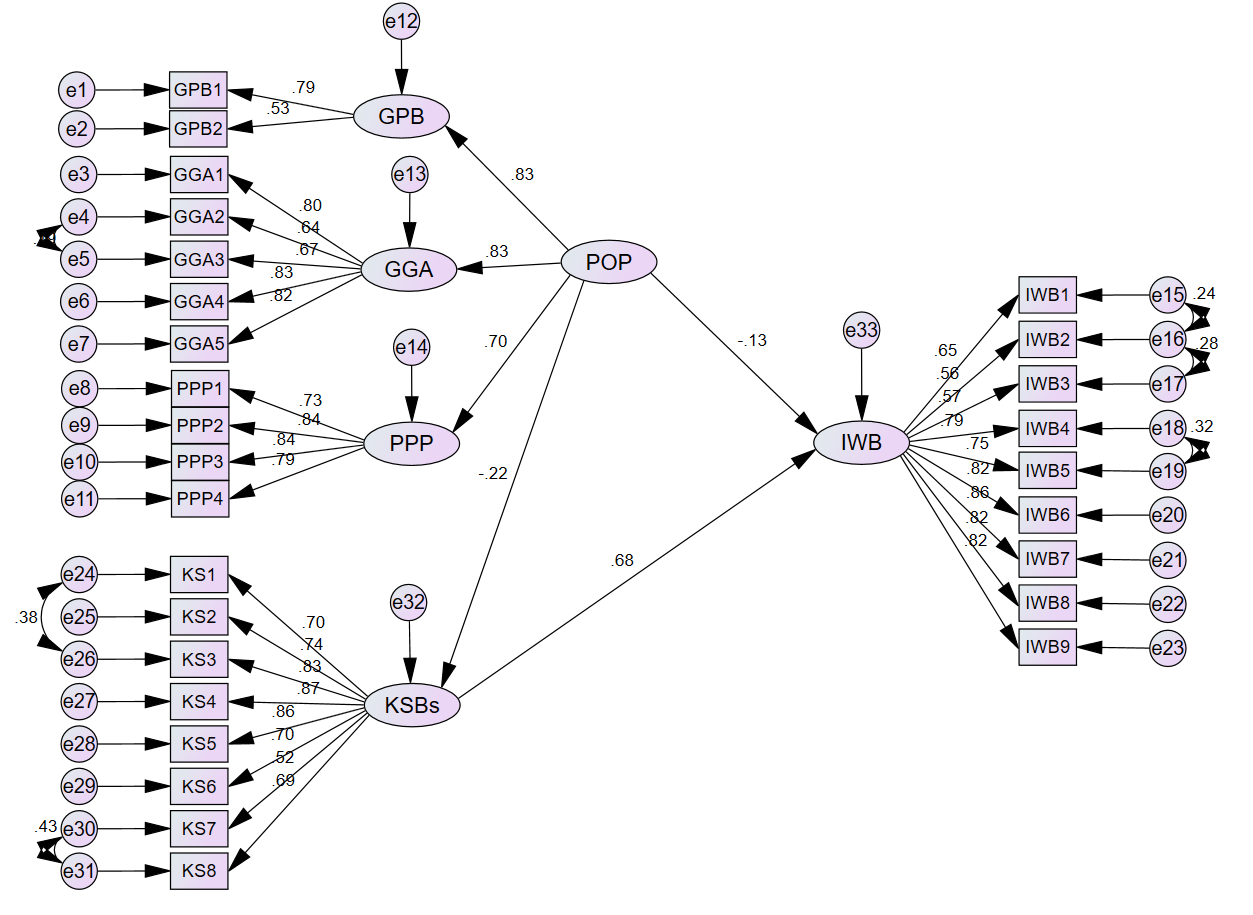 e12
e1
GPB1
.79
GPB
e2
GPB2
.53
e3
GGA1
e13
.83
e4
GGA2
.80
e5
GGA3
.64
.67
GGA
.83
POP
e6
GGA4
.83
e7
GGA5
.82
e8
PPP1
e14
.70
e9
PPP2
.73
e10
PPP3
.84
PPP
e11
PPP4
.84
.79
-.13
-.22
e33
IWB
.65
.56
.57
.79
.75
.82
.86
.82
.82
IWB1
e15
.24
IWB2
e16
.28
IWB3
e17
IWB4
e18
.32
IWB5
e19
IWB6
e20
IWB7
e21
IWB8
e22
IWB9
e23
.68
e24
KS1
e32
.38
e25
KS2
.70
e26
KS3
.74
e27
KS4
.83
.87
KSBs
e28
KS5
.86
e29
KS6
.70
.52
e30
KS7
.69
.43
e31
KS8